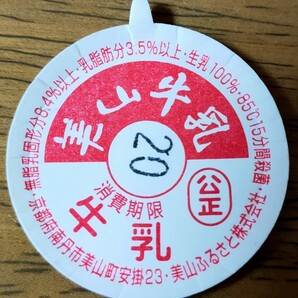 無脂乳固形分8.4%以上・乳脂肪分3.5%以上・生乳100%・85℃15分間殺菌・
美山牛乳
20
消費期限
公正
牛乳
京都府南丹市美山町安掛23・美山ふるさと株式会社